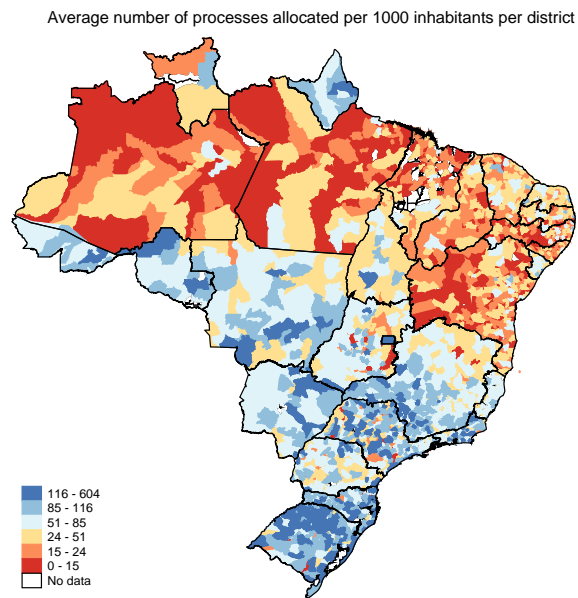 Average number of processes allocated per 1000 inhabitants per district
116 - 604
85 - 116
51 - 85
24 - 51
15 - 24
0 - 15
No data